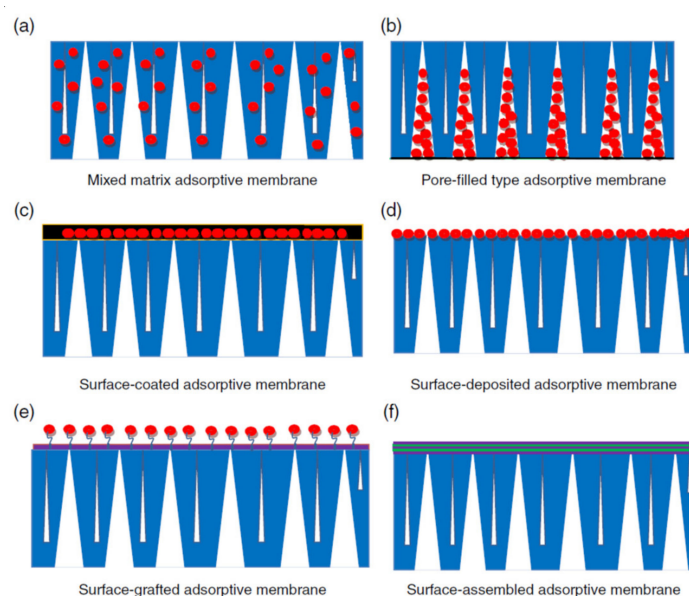 (a)
(b)
Mixed matrix adsorptive membrane
Pore-filled type adsorptive membrane
(c)
(d)
Surface-coated adsorptive membrane
Surface-deposited adsorptive membrane
(e)
(f)
Surface-grafted adsorptive membrane
Surface-assembled adsorptive membrane